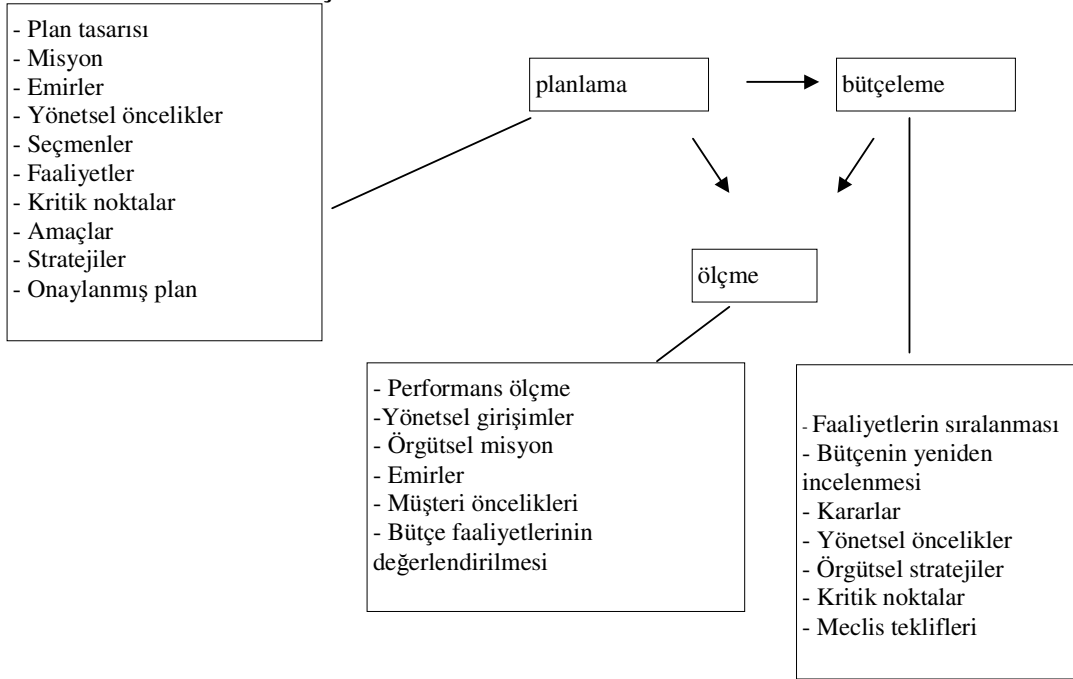 - Plan tasarısı
- Misyon
- Emirler
- Yönetsel öncelikler
- Seçmenler
- Faaliyetler
- Kritik noktalar
- Amaçlar
- Stratejiler
- Onaylanmış plan
planlama
bütçeleme
ölçme
- Performans ölçme
-Yönetsel girişimler
- Örgütsel misyon
- Emirler
- Müşteri öncelikleri
- Bütçe faaliyetlerinin
değerlendirilmesi
- Faaliyetlerin sıralanması
- Bütçenin yeniden
incelenmesi
- Kararlar
- Yönetsel öncelikler
- Örgütsel stratejiler
- Kritik noktalar
- Meclis teklifleri